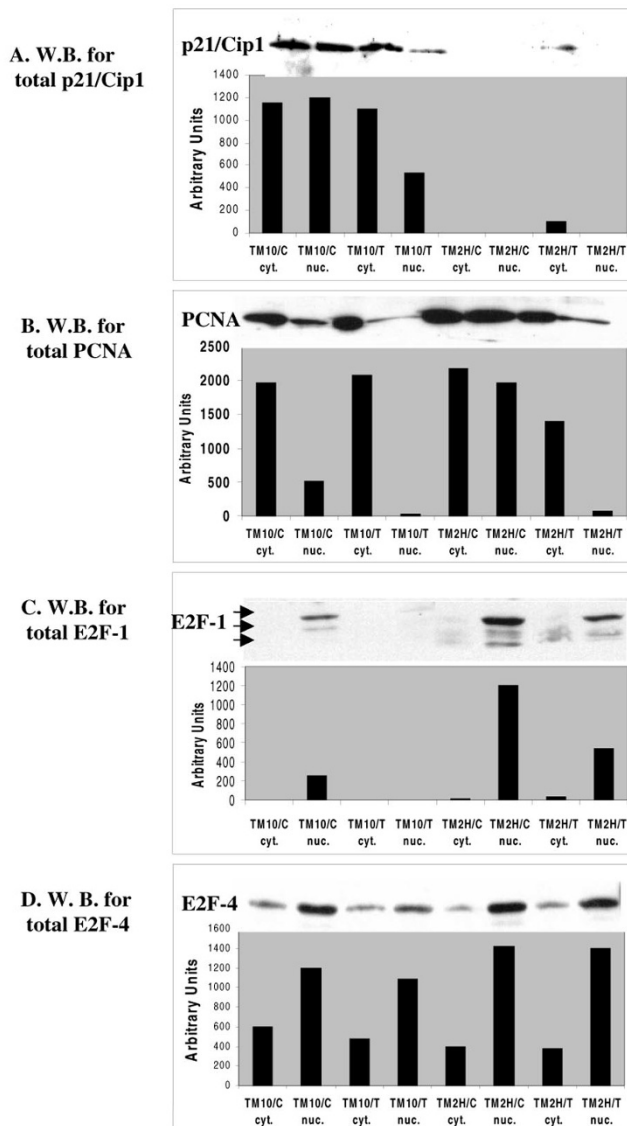 A. W.B. for
total p21/Cip1
p21/Cip1
Arbitrary Units
1400
1200
1000
800
600
400
200
0
TM10/C TM10/C TM10/T TM10/T TM2H/C TM2H/C TM2H/T TM2H/T
cyt. nuc. cyt. nuc. cyt. nuc. cyt. nuc.
B. W.B. for
total PCNA
PCNA
Arbitrary Units
2500
2000
1500
1000
500
0
TM10/C TM10/C TM10/T TM10/T TM2H/C TM2H/C TM2H/T TM2H/T
cyt. nuc. cyt. nuc. cyt. nuc. cyt. nuc.
C. W.B. for
total E2F-1
E2F-1
Arbitrary Units
1400
1200
1000
800
600
400
200
0
TM10/C TM10/C TM10/T TM10/T TM2H/C TM2H/C TM2H/T TM2H/T
cyt. nuc. cyt. nuc. cyt. nuc. cyt. nuc.
D. W. B. for
total E2F-4
E2F-4
Arbitrary Units
1600
1400
1200
1000
800
600
400
200
0
TM10/C TM10/C TM10/T TM10/T TM2H/C TM2H/C TM2H/T TM2H/T
cyt. nuc. cyt. nuc. cyt. nuc. cyt. nuc.